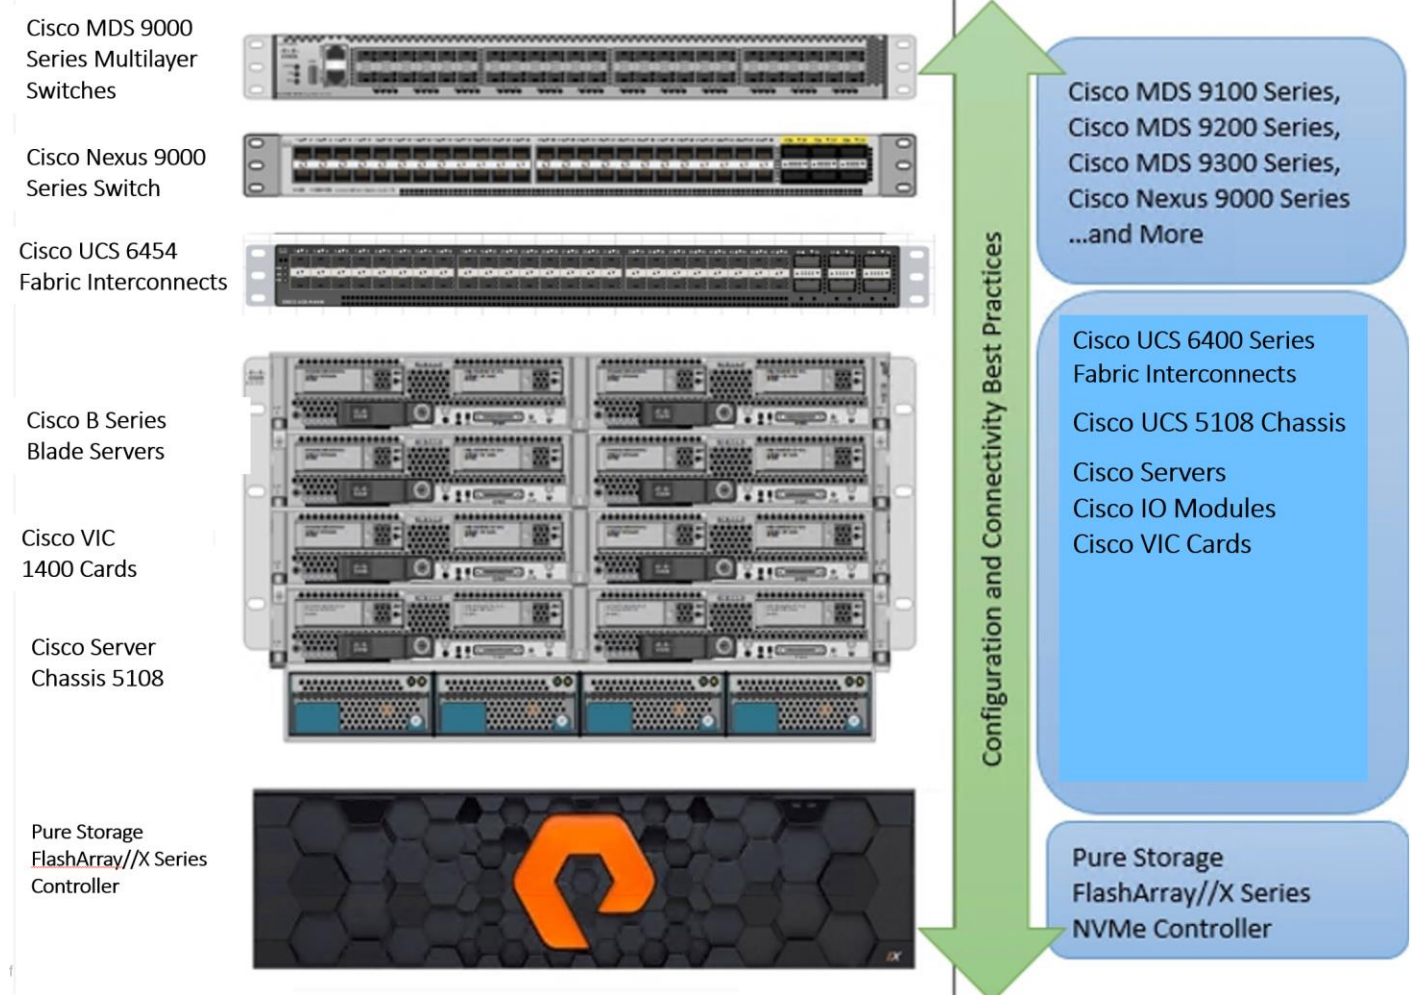 Cisco MDS 9000
Series Multilayer
Switches
Cisco Nexus 9000
Series Switch
Cisco UCS 6454
Fabric Interconnects
Cisco B Series
Blade Servers
Cisco VIC
1400 Cards
Cisco Server
Chassis 5108
Pure Storage
FlashArray//X Series
Controller
Configuration and Connectivity Best Practices
Cisco MDS 9100 Series,
Cisco MDS 9200 Series,
Cisco MDS 9300 Series,
Cisco Nexus 9000 Series
...and More
Cisco UCS 6400 Series
Fabric Interconnects
Cisco UCS 5108 Chassis
Cisco Servers
Cisco IO Modules
Cisco VIC Cards
Pure Storage
FlashArray//X Series
NVMe Controller